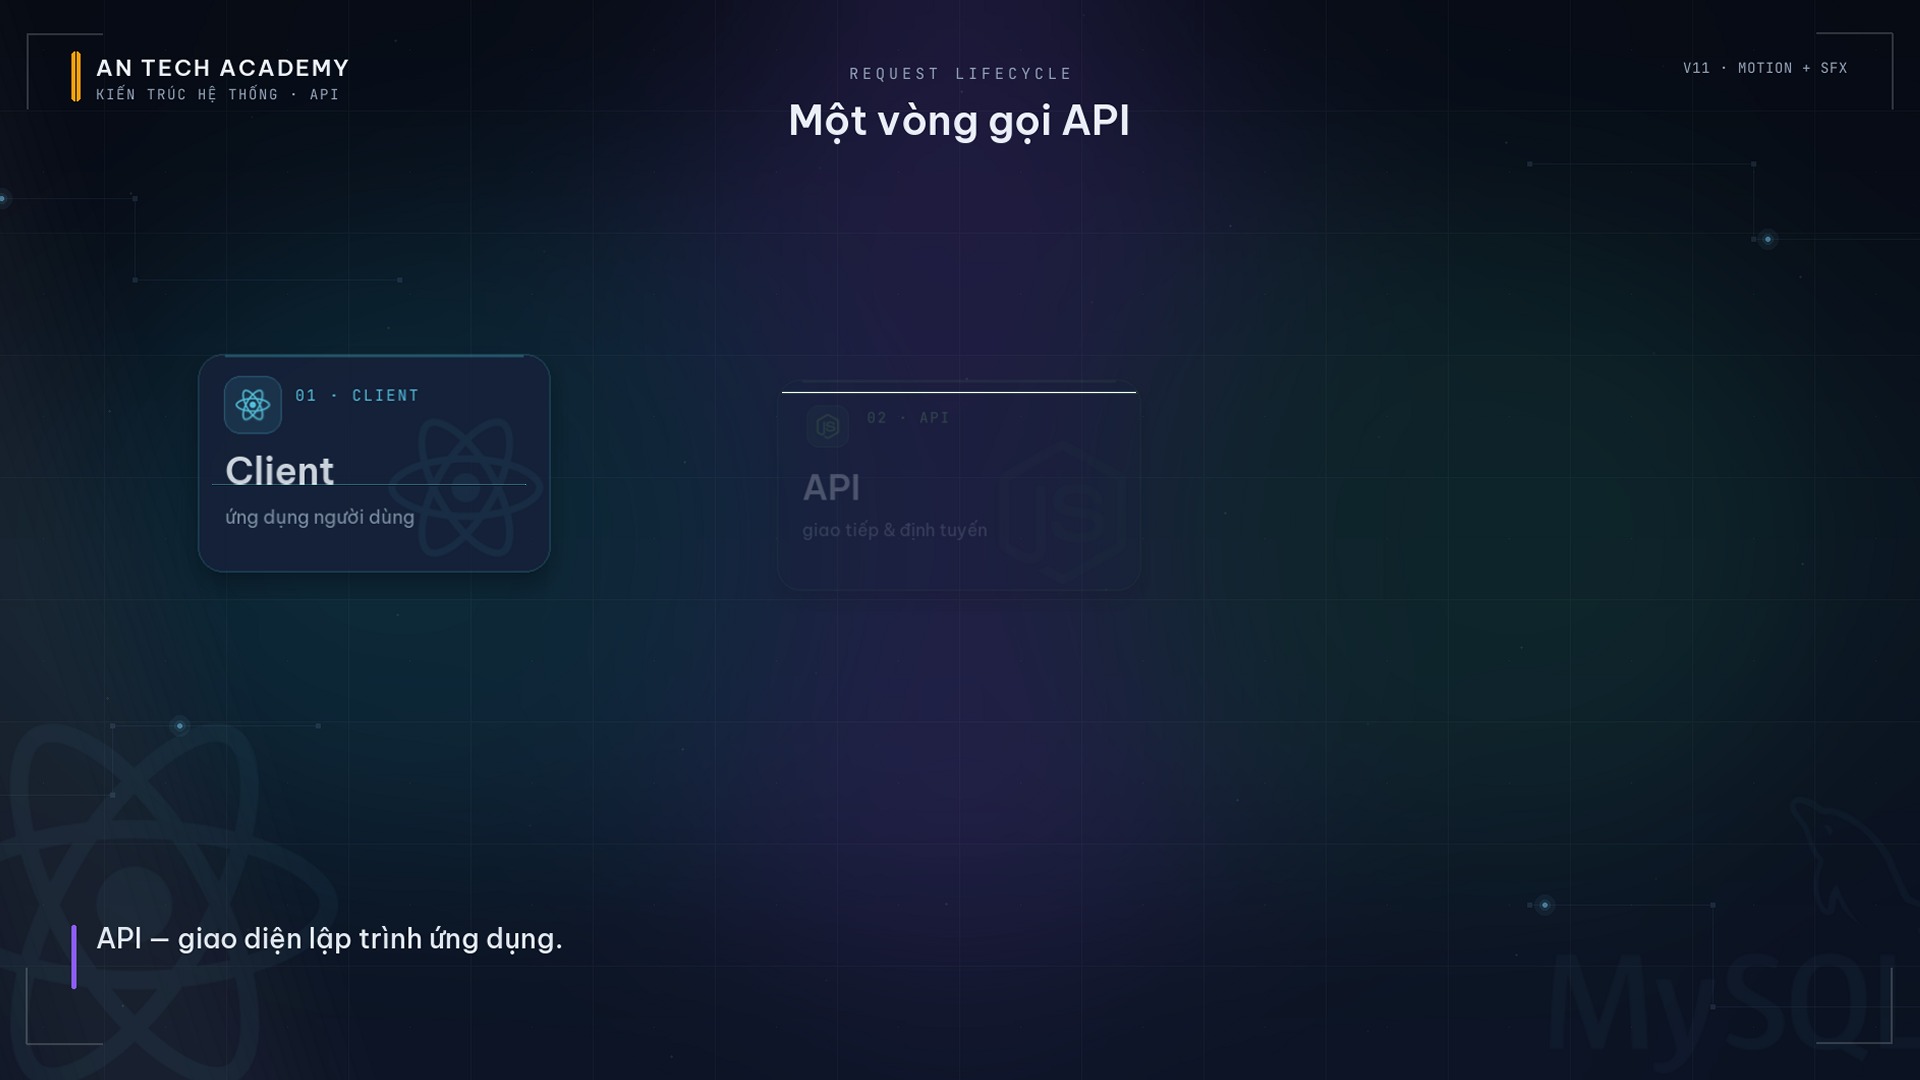 AN TECH ACADEMY
KIẾN TRÚC HỆ THỐNG · API
REQUEST LIFECYCLE
Một vòng gọi API
V11 · MOTION + SFX
01 · CLIENT
Client
ứng dụng người dùng
02 · API
JS
API
giao tiếp & định tuyến
JS
API — giao diện lập trình ứng dụng.
MySQL